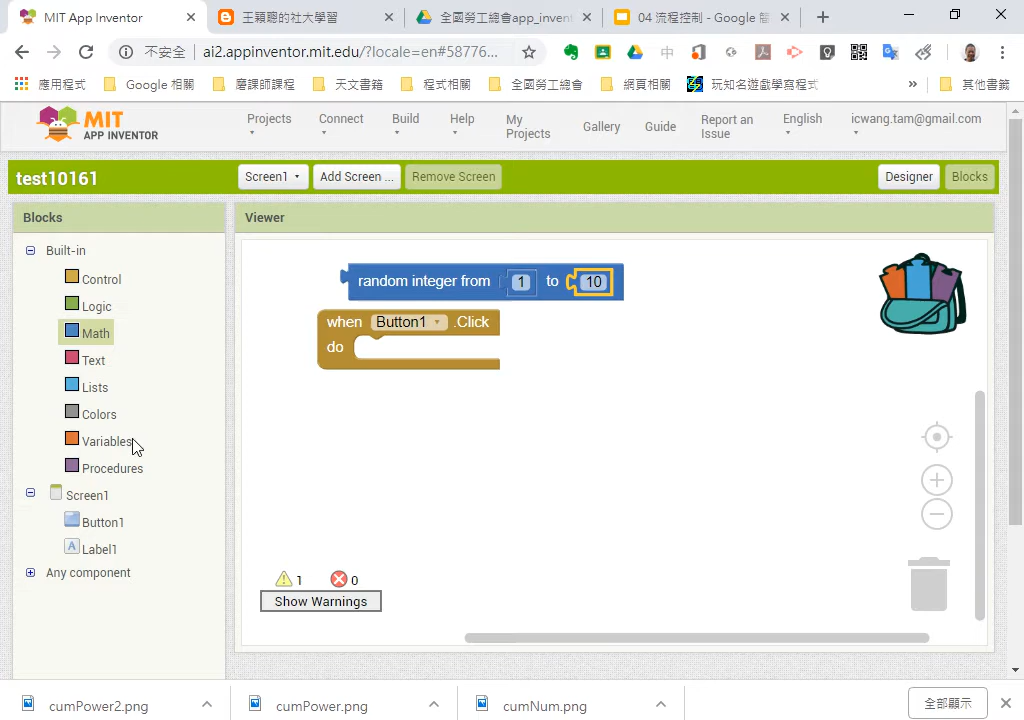 MIT App Inventor
王穎聰的社大學習
全國勞工總會app_invent
04 流程控制 - Google 簡
不安全
ai2.appinventor.mit.edu/?locale=en#58776...
應用程式
Google 相關
磨課師課程
天文書籍
程式相關
全國勞工總會
網頁相關
玩知名遊戲學寫程式
»
其他書籤
MIT
APP INVENTOR
Projects
Connect
Build
Help
My Projects
Gallery
Guide
Report an Issue
English
icwang.tam@gmail.com
test10161
Screen1
Add Screen ...
Remove Screen
Designer
Blocks
Blocks
Viewer
Built-in
Control
Logic
Math
Text
Lists
Colors
Variables
Procedures
Screen1
Button1
A Label1
Any component
random integer from 1 to 10
when Button1 .Click
do
1 0
Show Warnings
cumPower2.png
cumPower.png
cumNum.png
全部顯示